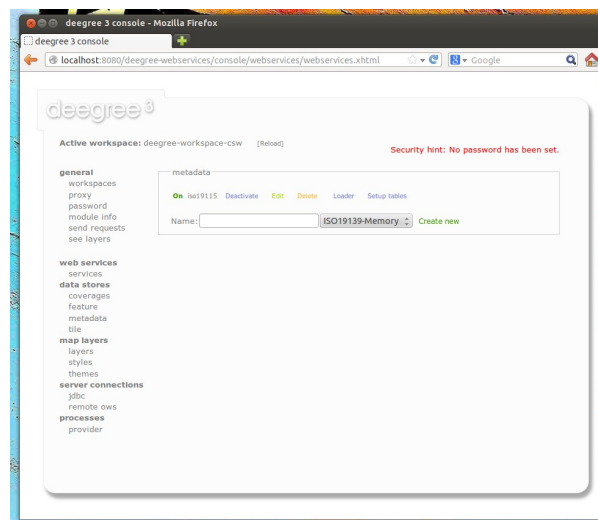 deegree 3 console - Mozilla Firefox
deegree 3 console
localhost:8080/deegree-webservices/console/webservices/webservices.xhtml
Google
deegree 3
Active workspace: deegree-workspace-csw [Reload]
Security hint: No password has been set.
general
workspaces
proxy
password
module info
send requests
see layers
web services
services
data stores
coverages
feature
metadata
tile
map layers
layers
styles
themes
server connections
jdbc
remote ows
processes
provider
metadata
On iso19115 Deactivate Edit Delete Loader Setup tables
Name: ISO19139-Memory Create new